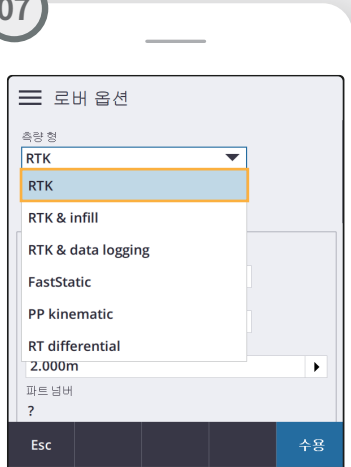 07
로버 옵션
측량 형
RTK
RTK
RTK & infill
RTK & data logging
FastStatic
PP kinematic
RT differential
2.000m
파트 넘버
?
Esc
수용